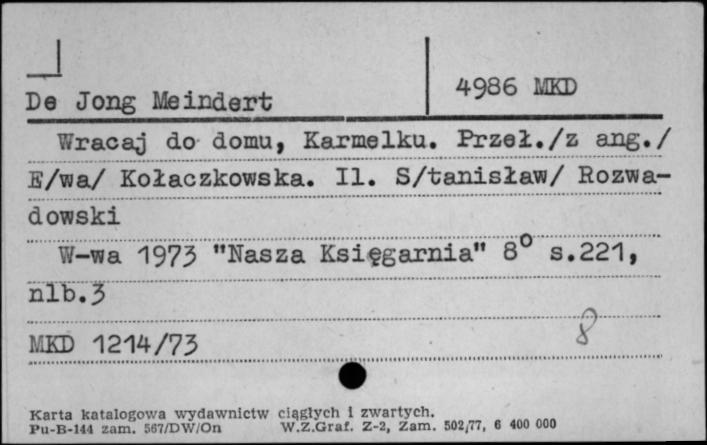 4986 MKD
De Jong Meindert
Wracaj do domu, Karmelku. Przeł./z ang./
E/wa/ Kołaczkowska. Il. S/tanisław/ Rozwa-
dowski
W-wa 1973 "Nasza Księgarnia" 8° s.221,
nlb.3
MKD 1214/73
8
Karta katalogowa wydawnictw ciągłych i zwartych.
Pu-B-144 zam. 567/DW/On W.Z.Graf. Z-2, Zam. 502/77, 6 400 000